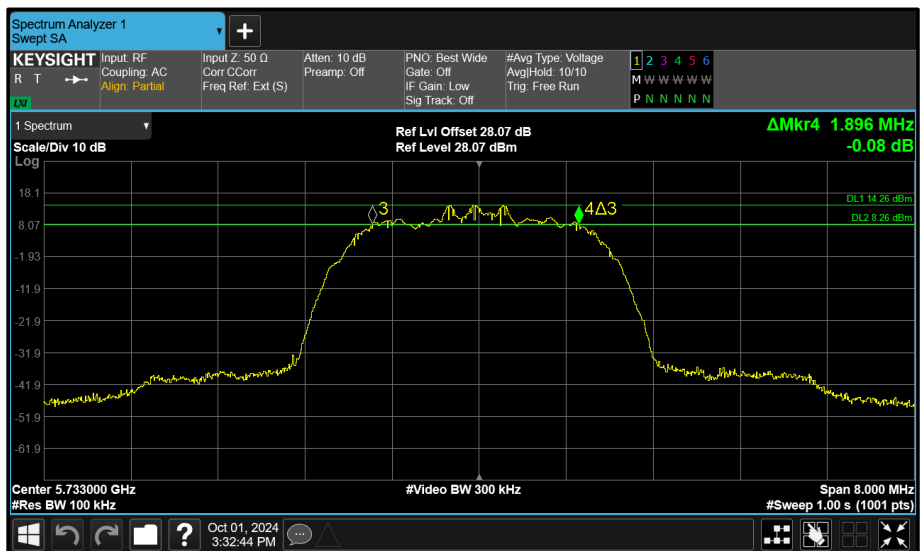 Spectrum Analyzer 1
Swept SA
+
KEYSIGHT
R T
LXI
Input: RF
Coupling: AC
Align: Partial
Input Z: 50 Ω
Corr CCorr
Freq Ref: Ext (S)
Atten: 10 dB
Preamp: Off
PNO: Best Wide
Gate: Off
IF Gain: Low
Sig Track: Off
#Avg Type: Voltage
Avg|Hold: 10/10
Trig: Free Run
1 2 3 4 5 6
M W W W W W
P N N N N N
1 Spectrum
Scale/Div 10 dB
Ref Lvl Offset 28.07 dB
Ref Level 28.07 dBm
ΔMkr4 1.896 MHz
-0.08 dB
Log
18.1
8.07
-1.93
-11.9
-21.9
-31.9
-41.9
-51.9
-61.9
3
4Δ3
DL1 14.26 dBm
DL2 8.26 dBm
Center 5.733000 GHz
#Video BW 300 kHz
Span 8.000 MHz
#Res BW 100 kHz
#Sweep 1.00 s (1001 pts)
?
Oct 01, 2024
3:32:44 PM